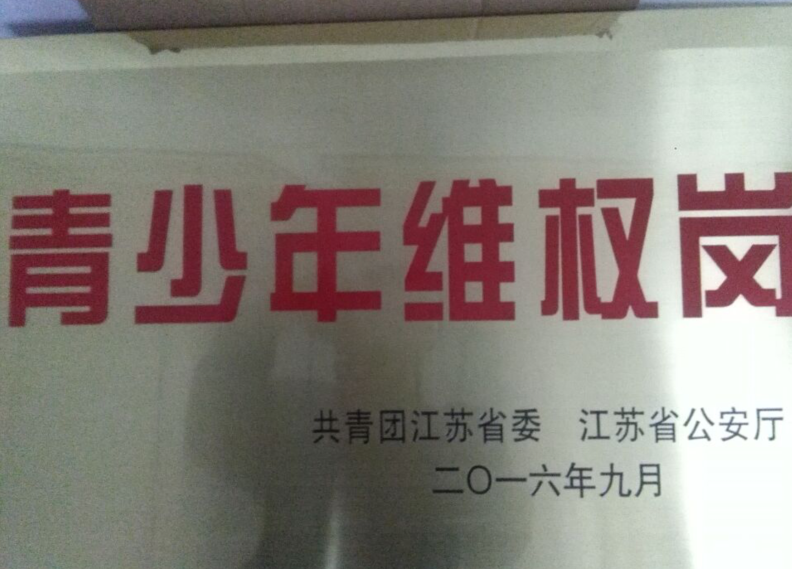 青少年维权岗
共青团江苏省委 江苏省公安厅
二〇一六年九月